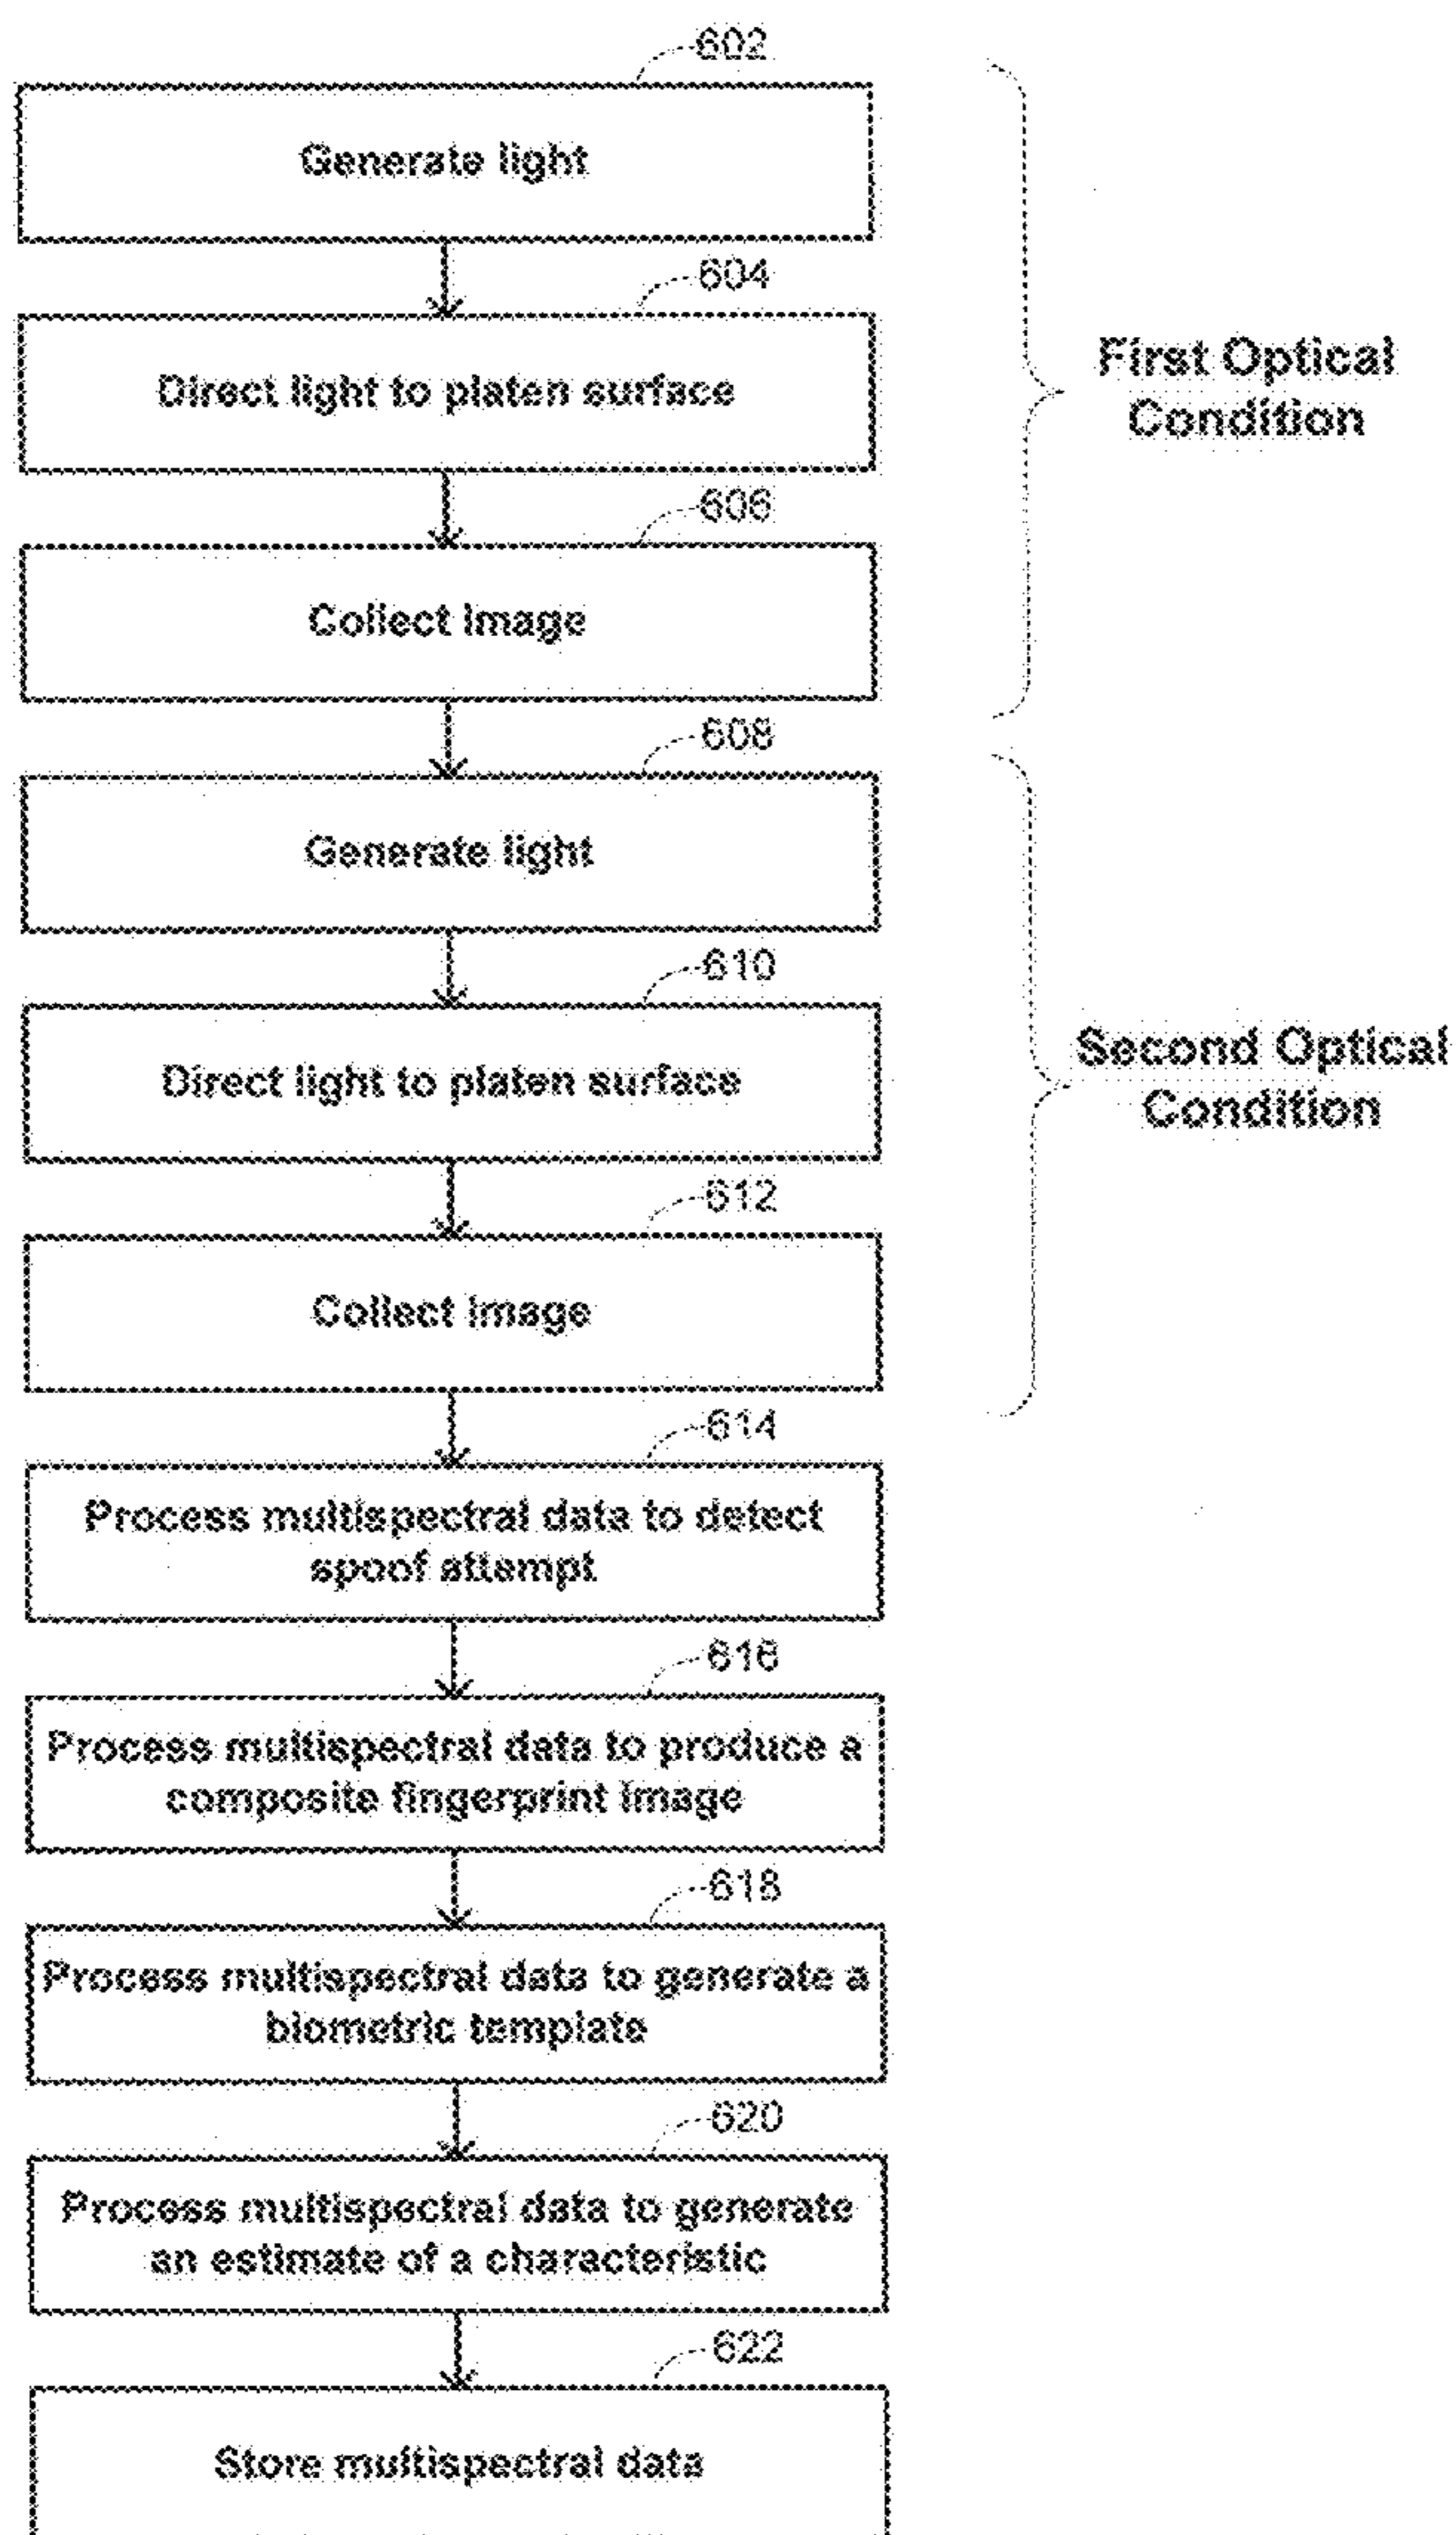 602
Generate light
604
Direct light to platen surface
606
Collect image
First Optical
Condition
608
Generate light
610
Direct light to platen surface
612
Collect image
Second Optical
Condition
614
Process multispectral data to detect
spoof attempt
616
Process multispectral data to produce a
composite fingerprint image
618
Process multispectral data to generate a
biometric template
620
Process multispectral data to generate
an estimate of a characteristic
622
Store multispectral data